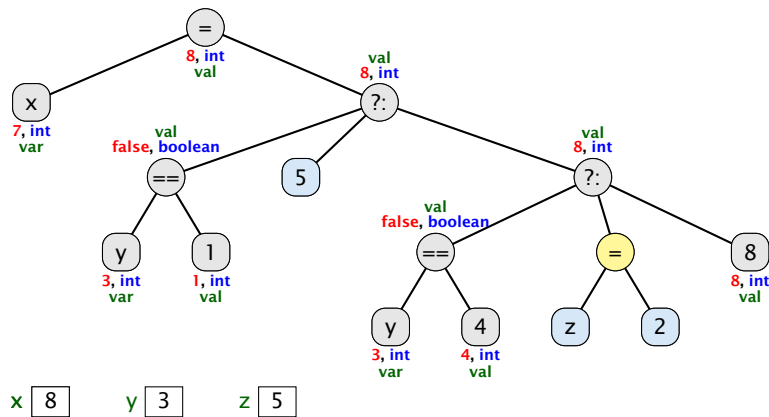 =
8, int
val
val
8, int
?:
x
7, int
var
val
false, boolean
==
5
val
8, int
?:
y
3, int
var
1
1, int
val
val
false, boolean
==
=
8
8, int
val
y
3, int
var
4
4, int
val
z
2
x 8 y 3 z 5